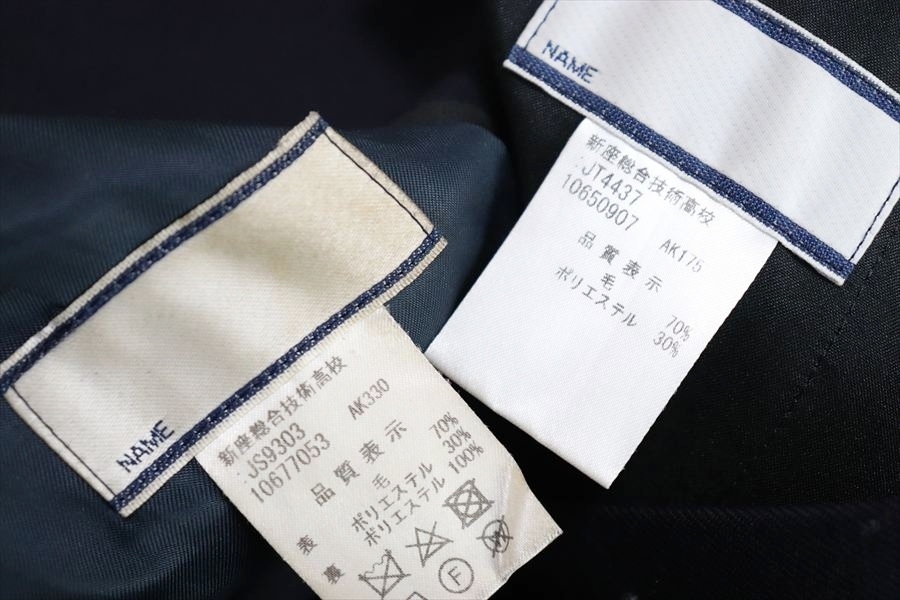 NAME
新座総合技術高校
JT4437
10650907 AK175
品質表示
毛 70%
ポリエステル 30%
NAME
新座総合技術高校
JS9303
10677053 AK330
品質表示
表 毛 70%
ポリエステル 30%
裏 ポリエステル 100%
F
W